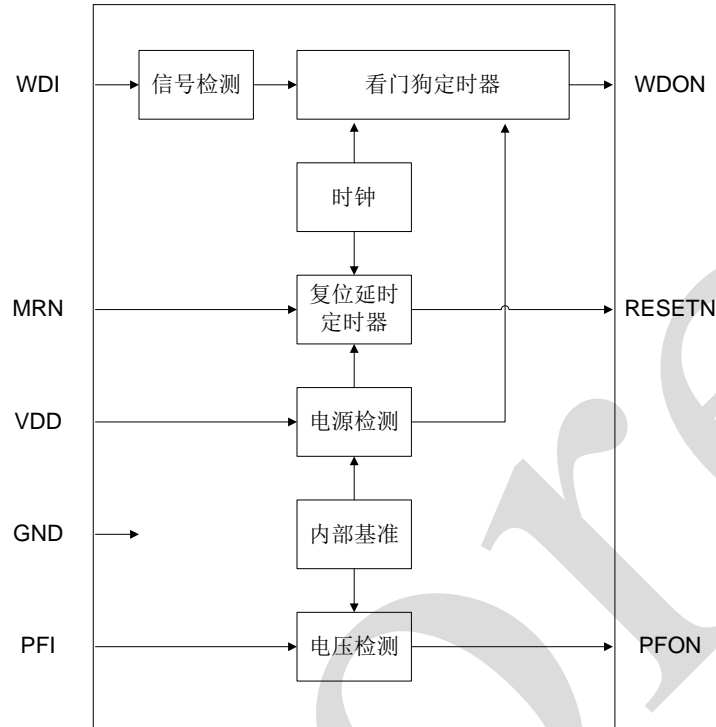 WDI
信号检测
看门狗定时器
WDON
时钟
MRN
复位延时
定时器
RESETN
VDD
电源检测
GND
内部基准
PFI
电压检测
PFON